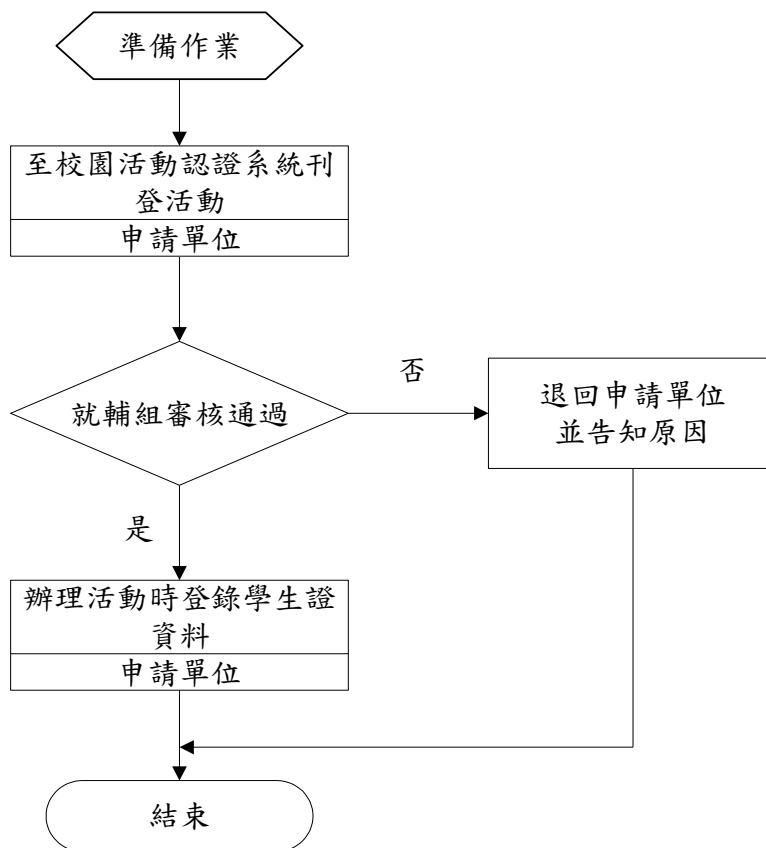 準備作業
至校園活動認證系統刊
登活動
申請單位
就輔組審核通過
否
退回申請單位
並告知原因
是
辦理活動時登錄學生證
資料
申請單位
結束